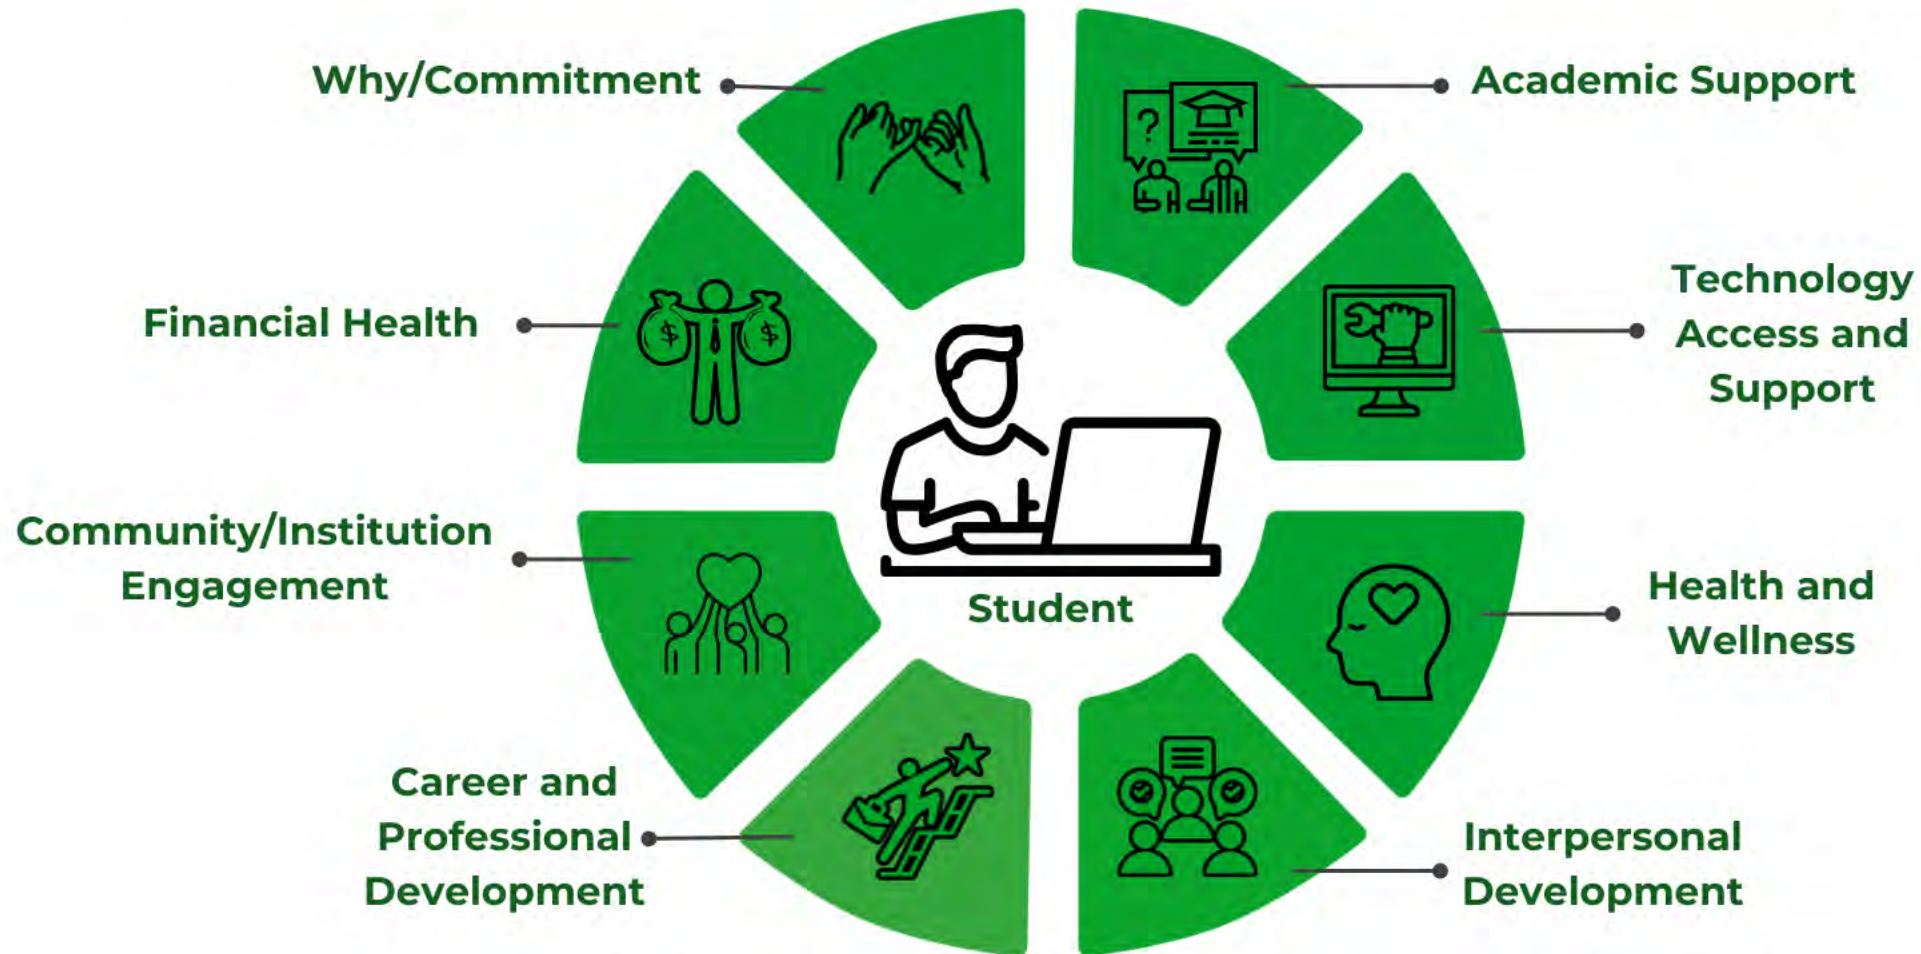 Why/Commitment
Academic Support
Technology
Access and
Support
Financial Health
Community/Institution
Engagement
Student
Health and
Wellness
Career and
Professional
Development
Interpersonal
Development
?
$
$